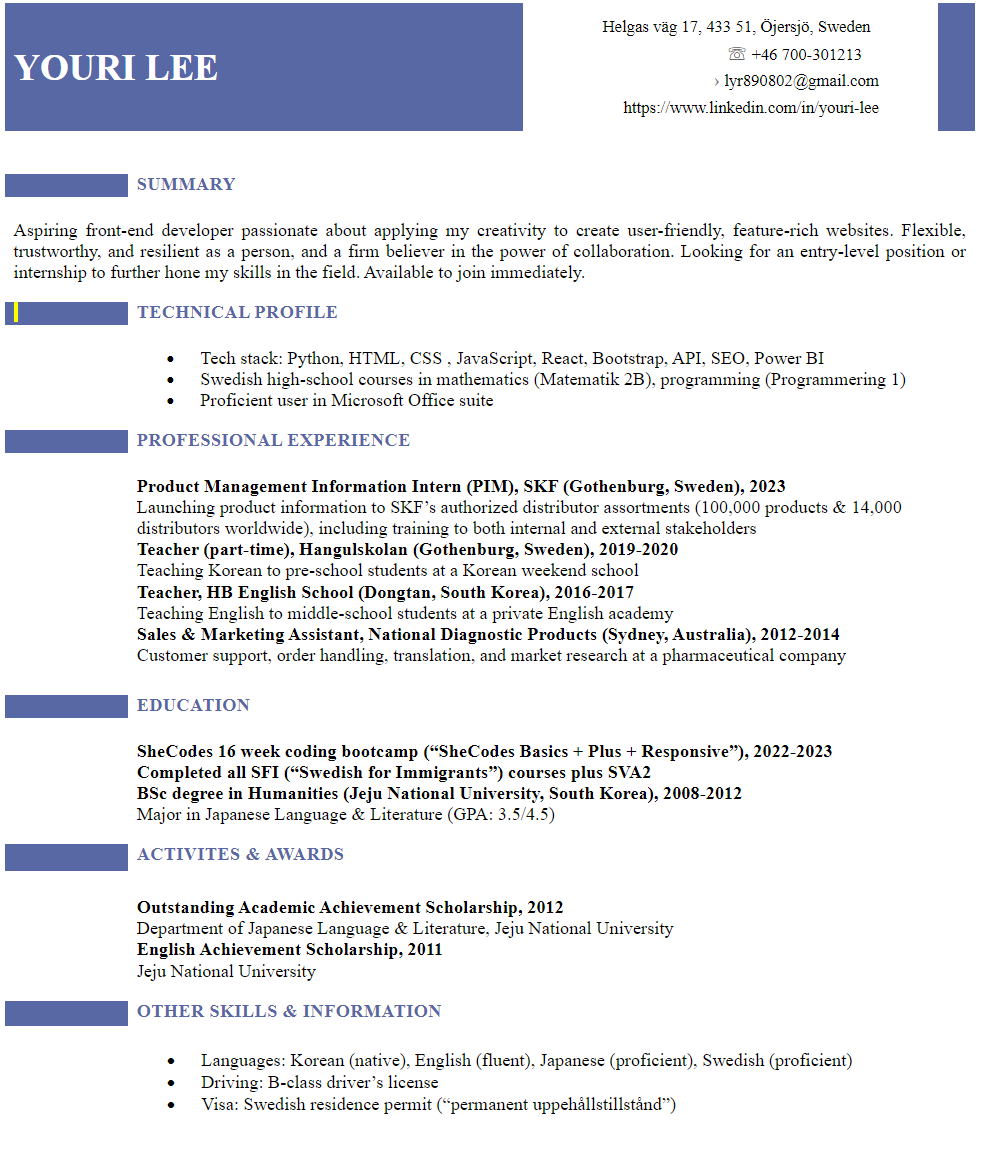 YOURI LEE
Helgas väg 17, 433 51, Öjersjö, Sweden
☏ +46 700-301213
› lyr890802@gmail.com
https://www.linkedin.com/in/youri-lee
SUMMARY
Aspiring front-end developer passionate about applying my creativity to create user-friendly, feature-rich websites. Flexible,
trustworthy, and resilient as a person, and a firm believer in the power of collaboration. Looking for an entry-level position or
internship to further hone my skills in the field. Available to join immediately.
TECHNICAL PROFILE
• Tech stack: Python, HTML, CSS , JavaScript, React, Bootstrap, API, SEO, Power BI
• Swedish high-school courses in mathematics (Matematik 2B), programming (Programmering 1)
• Proficient user in Microsoft Office suite
PROFESSIONAL EXPERIENCE
Product Management Information Intern (PIM), SKF (Gothenburg, Sweden), 2023
Launching product information to SKF’s authorized distributor assortments (100,000 products & 14,000
distributors worldwide), including training to both internal and external stakeholders
Teacher (part-time), Hangulskolan (Gothenburg, Sweden), 2019-2020
Teaching Korean to pre-school students at a Korean weekend school
Teacher, HB English School (Dongtan, South Korea), 2016-2017
Teaching English to middle-school students at a private English academy
Sales & Marketing Assistant, National Diagnostic Products (Sydney, Australia), 2012-2014
Customer support, order handling, translation, and market research at a pharmaceutical company
EDUCATION
SheCodes 16 week coding bootcamp (“SheCodes Basics + Plus + Responsive”), 2022-2023
Completed all SFI (“Swedish for Immigrants”) courses plus SVA2
BSc degree in Humanities (Jeju National University, South Korea), 2008-2012
Major in Japanese Language & Literature (GPA: 3.5/4.5)
ACTIVITES & AWARDS
Outstanding Academic Achievement Scholarship, 2012
Department of Japanese Language & Literature, Jeju National University
English Achievement Scholarship, 2011
Jeju National University
OTHER SKILLS & INFORMATION
• Languages: Korean (native), English (fluent), Japanese (proficient), Swedish (proficient)
• Driving: B-class driver’s license
• Visa: Swedish residence permit (“permanent uppehållstillstånd”)